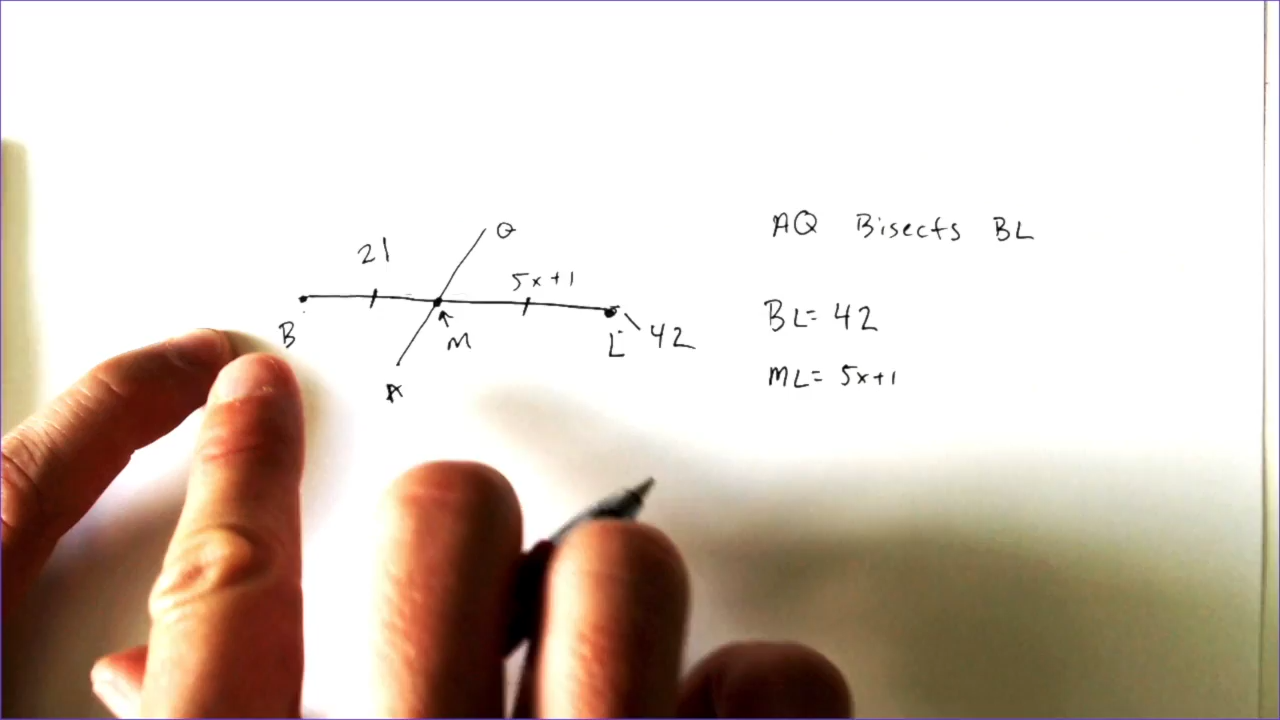 Q
21
5x+1
B
M
L
42
A
AQ Bisects BL
BL= 42
ML= 5x+1